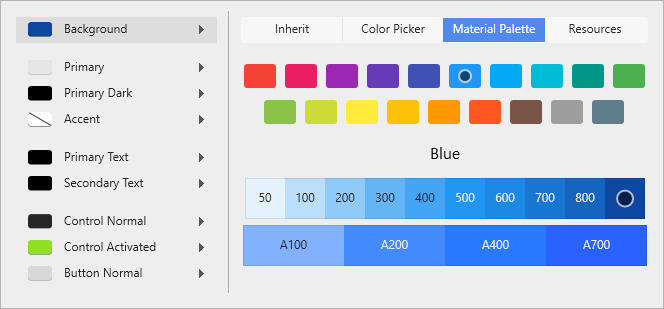 Background
Primary
Primary Dark
Accent
Primary Text
Secondary Text
Control Normal
Control Activated
Button Normal
Inherit Color Picker Material Palette Resources
Blue
50 100 200 300 400 500 600 700 800
A100 A200 A400 A700